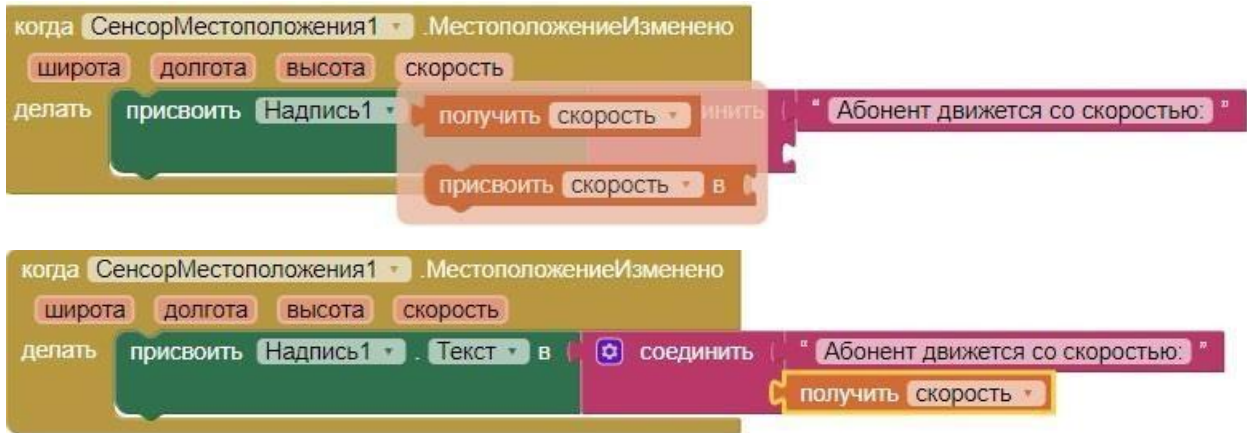 когда СенсорМестоположения1 .МестоположениеИзменено
широта долгота высота скорость
делать присвоить Надпись1 получить скорость инить " Абонент движется со скоростью: "
присвоить скорость в
когда СенсорМестоположения1 .МестоположениеИзменено
широта долгота высота скорость
делать присвоить Надпись1 . Текст в соединить " Абонент движется со скоростью: "
получить скорость